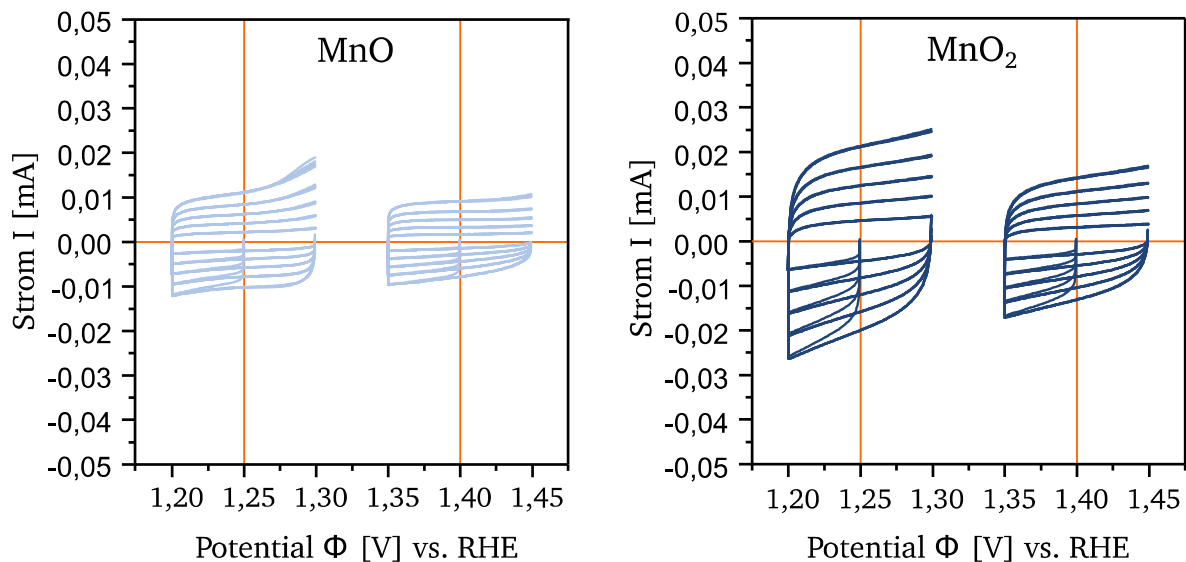 MnO
Strom I [mA]
0,05
0,04
0,03
0,02
0,01
0,00
-0,01
-0,02
-0,03
-0,04
-0,05
1,20 1,25 1,30 1,35 1,40 1,45
Potential Φ [V] vs. RHE
MnO₂
Strom I [mA]
0,05
0,04
0,03
0,02
0,01
0,00
-0,01
-0,02
-0,03
-0,04
-0,05
1,20 1,25 1,30 1,35 1,40 1,45
Potential Φ [V] vs. RHE